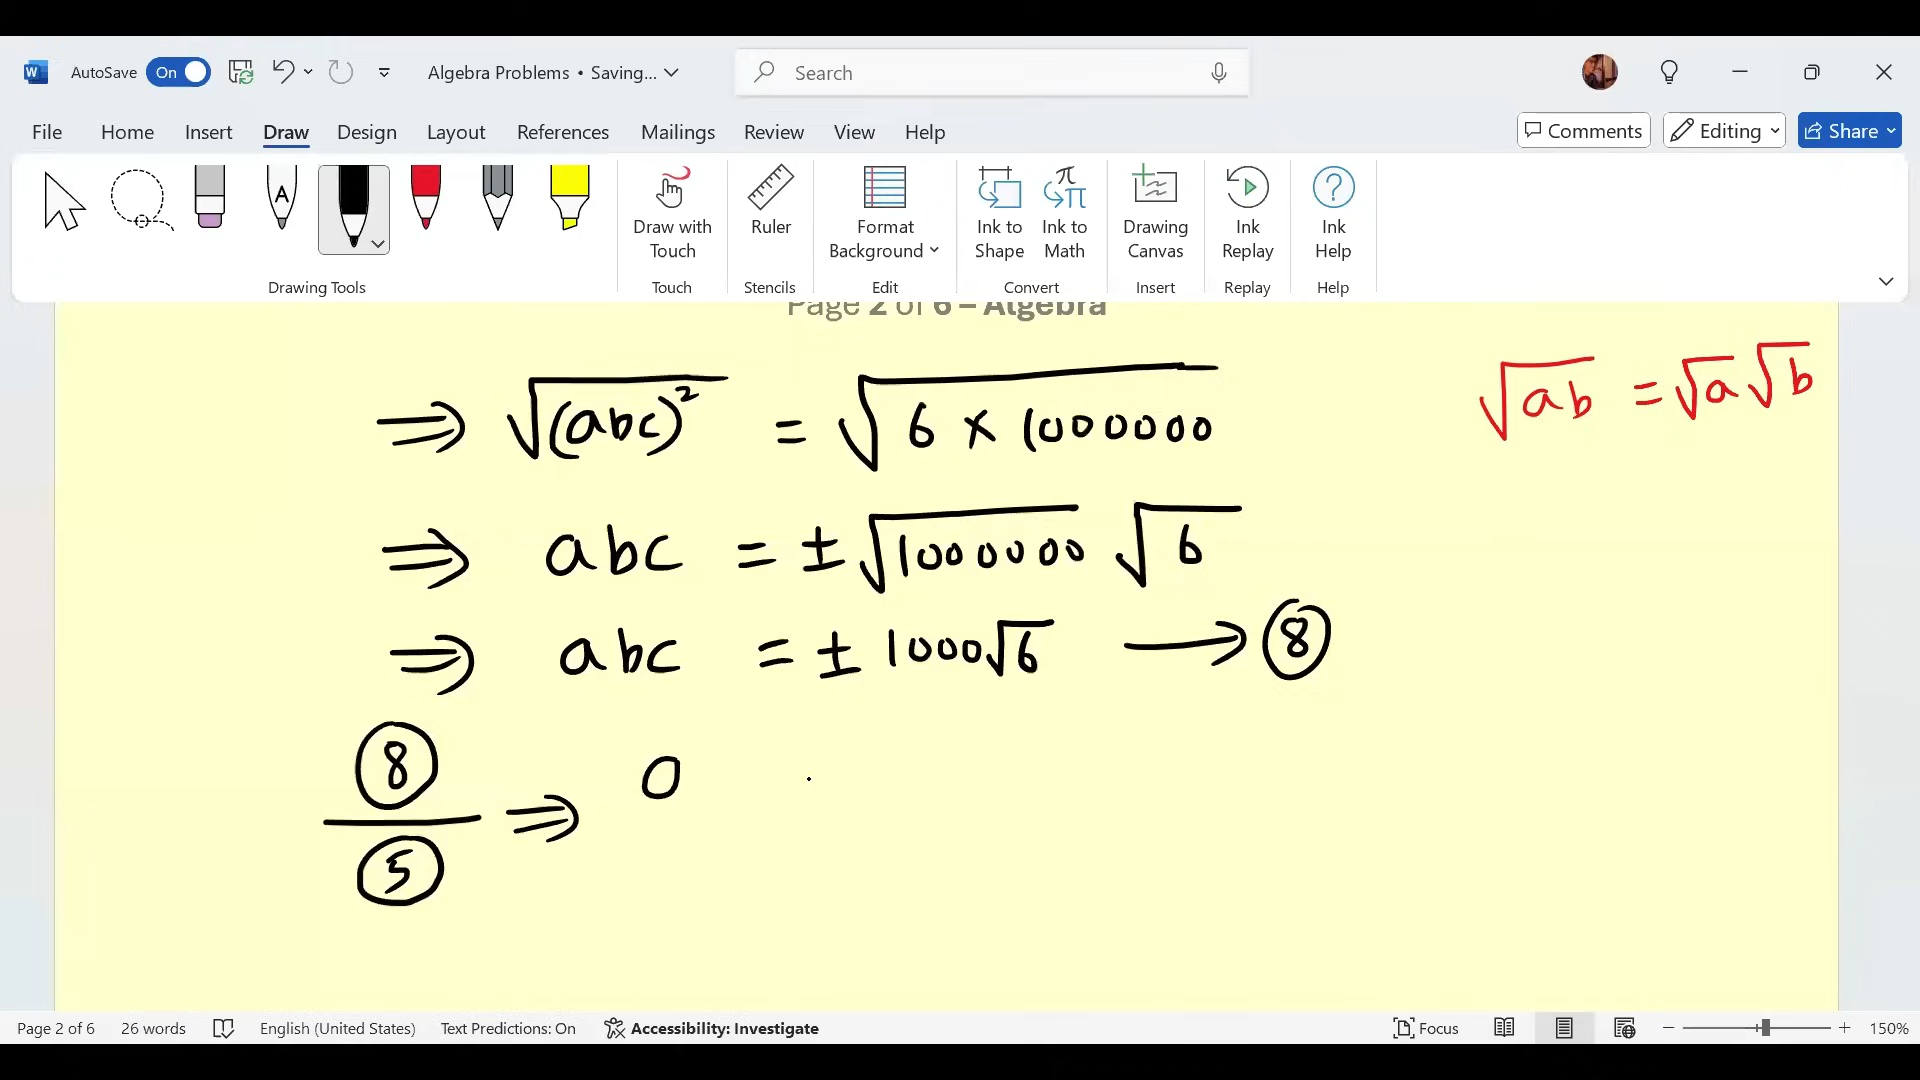 AutoSave On Algebra Problems • Saving... Search
File Home Insert Draw Design Layout References Mailings Review View Help Comments Editing Share
A
Draw with Touch Ruler Format Background Ink to Shape Ink to Math Drawing Canvas Ink Replay Ink Help
Drawing Tools Touch Stencils Edit Convert Insert Replay Help
Page 2 of 6 – Algebra
⇒ √(abc)² = √6 × 1000000
√ab = √a √b
⇒ abc = ± √1000000 √6
⇒ abc = ± 1000√6 ⟶ ⑧
⑧/⑤ ⇒ 0
Page 2 of 6 26 words English (United States) Text Predictions: On Accessibility: Investigate Focus 150%